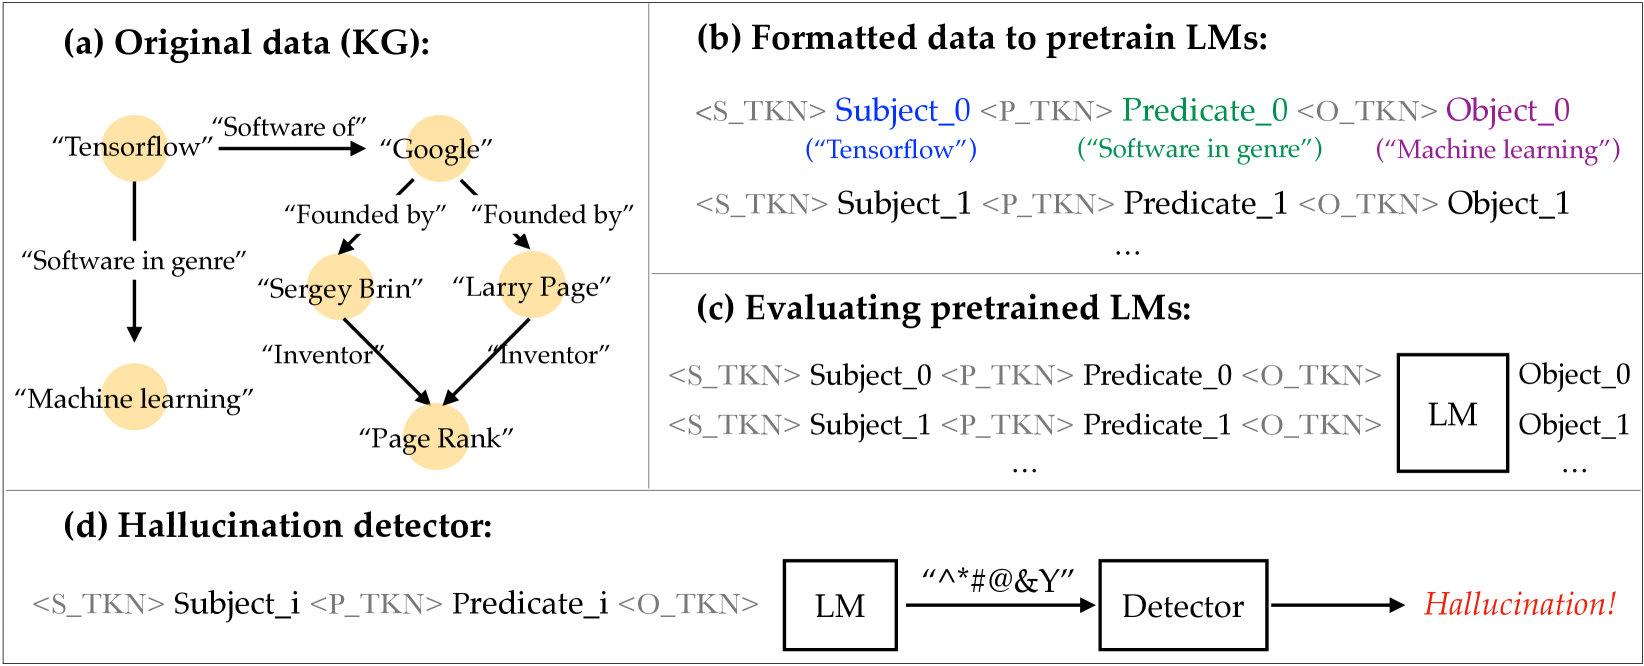 (a) Original data (KG):
“Tensorflow”
“Software of”
“Google”
“Founded by”
“Founded by”
“Software in genre”
“Sergey Brin”
“Larry Page”
“Inventor”
“Inventor”
“Machine learning”
“Page Rank”
(b) Formatted data to pretrain LMs:
<S_TKN> Subject_0 <P_TKN> Predicate_0 <O_TKN> Object_0
(“Tensorflow”) (“Software in genre”) (“Machine learning”)
<S_TKN> Subject_1 <P_TKN> Predicate_1 <O_TKN> Object_1
...
(c) Evaluating pretrained LMs:
<S_TKN> Subject_0 <P_TKN> Predicate_0 <O_TKN>
<S_TKN> Subject_1 <P_TKN> Predicate_1 <O_TKN>
...
LM
Object_0
Object_1
...
(d) Hallucination detector:
<S_TKN> Subject_i <P_TKN> Predicate_i <O_TKN>
LM
“^*#@&Y”
Detector
Hallucination!